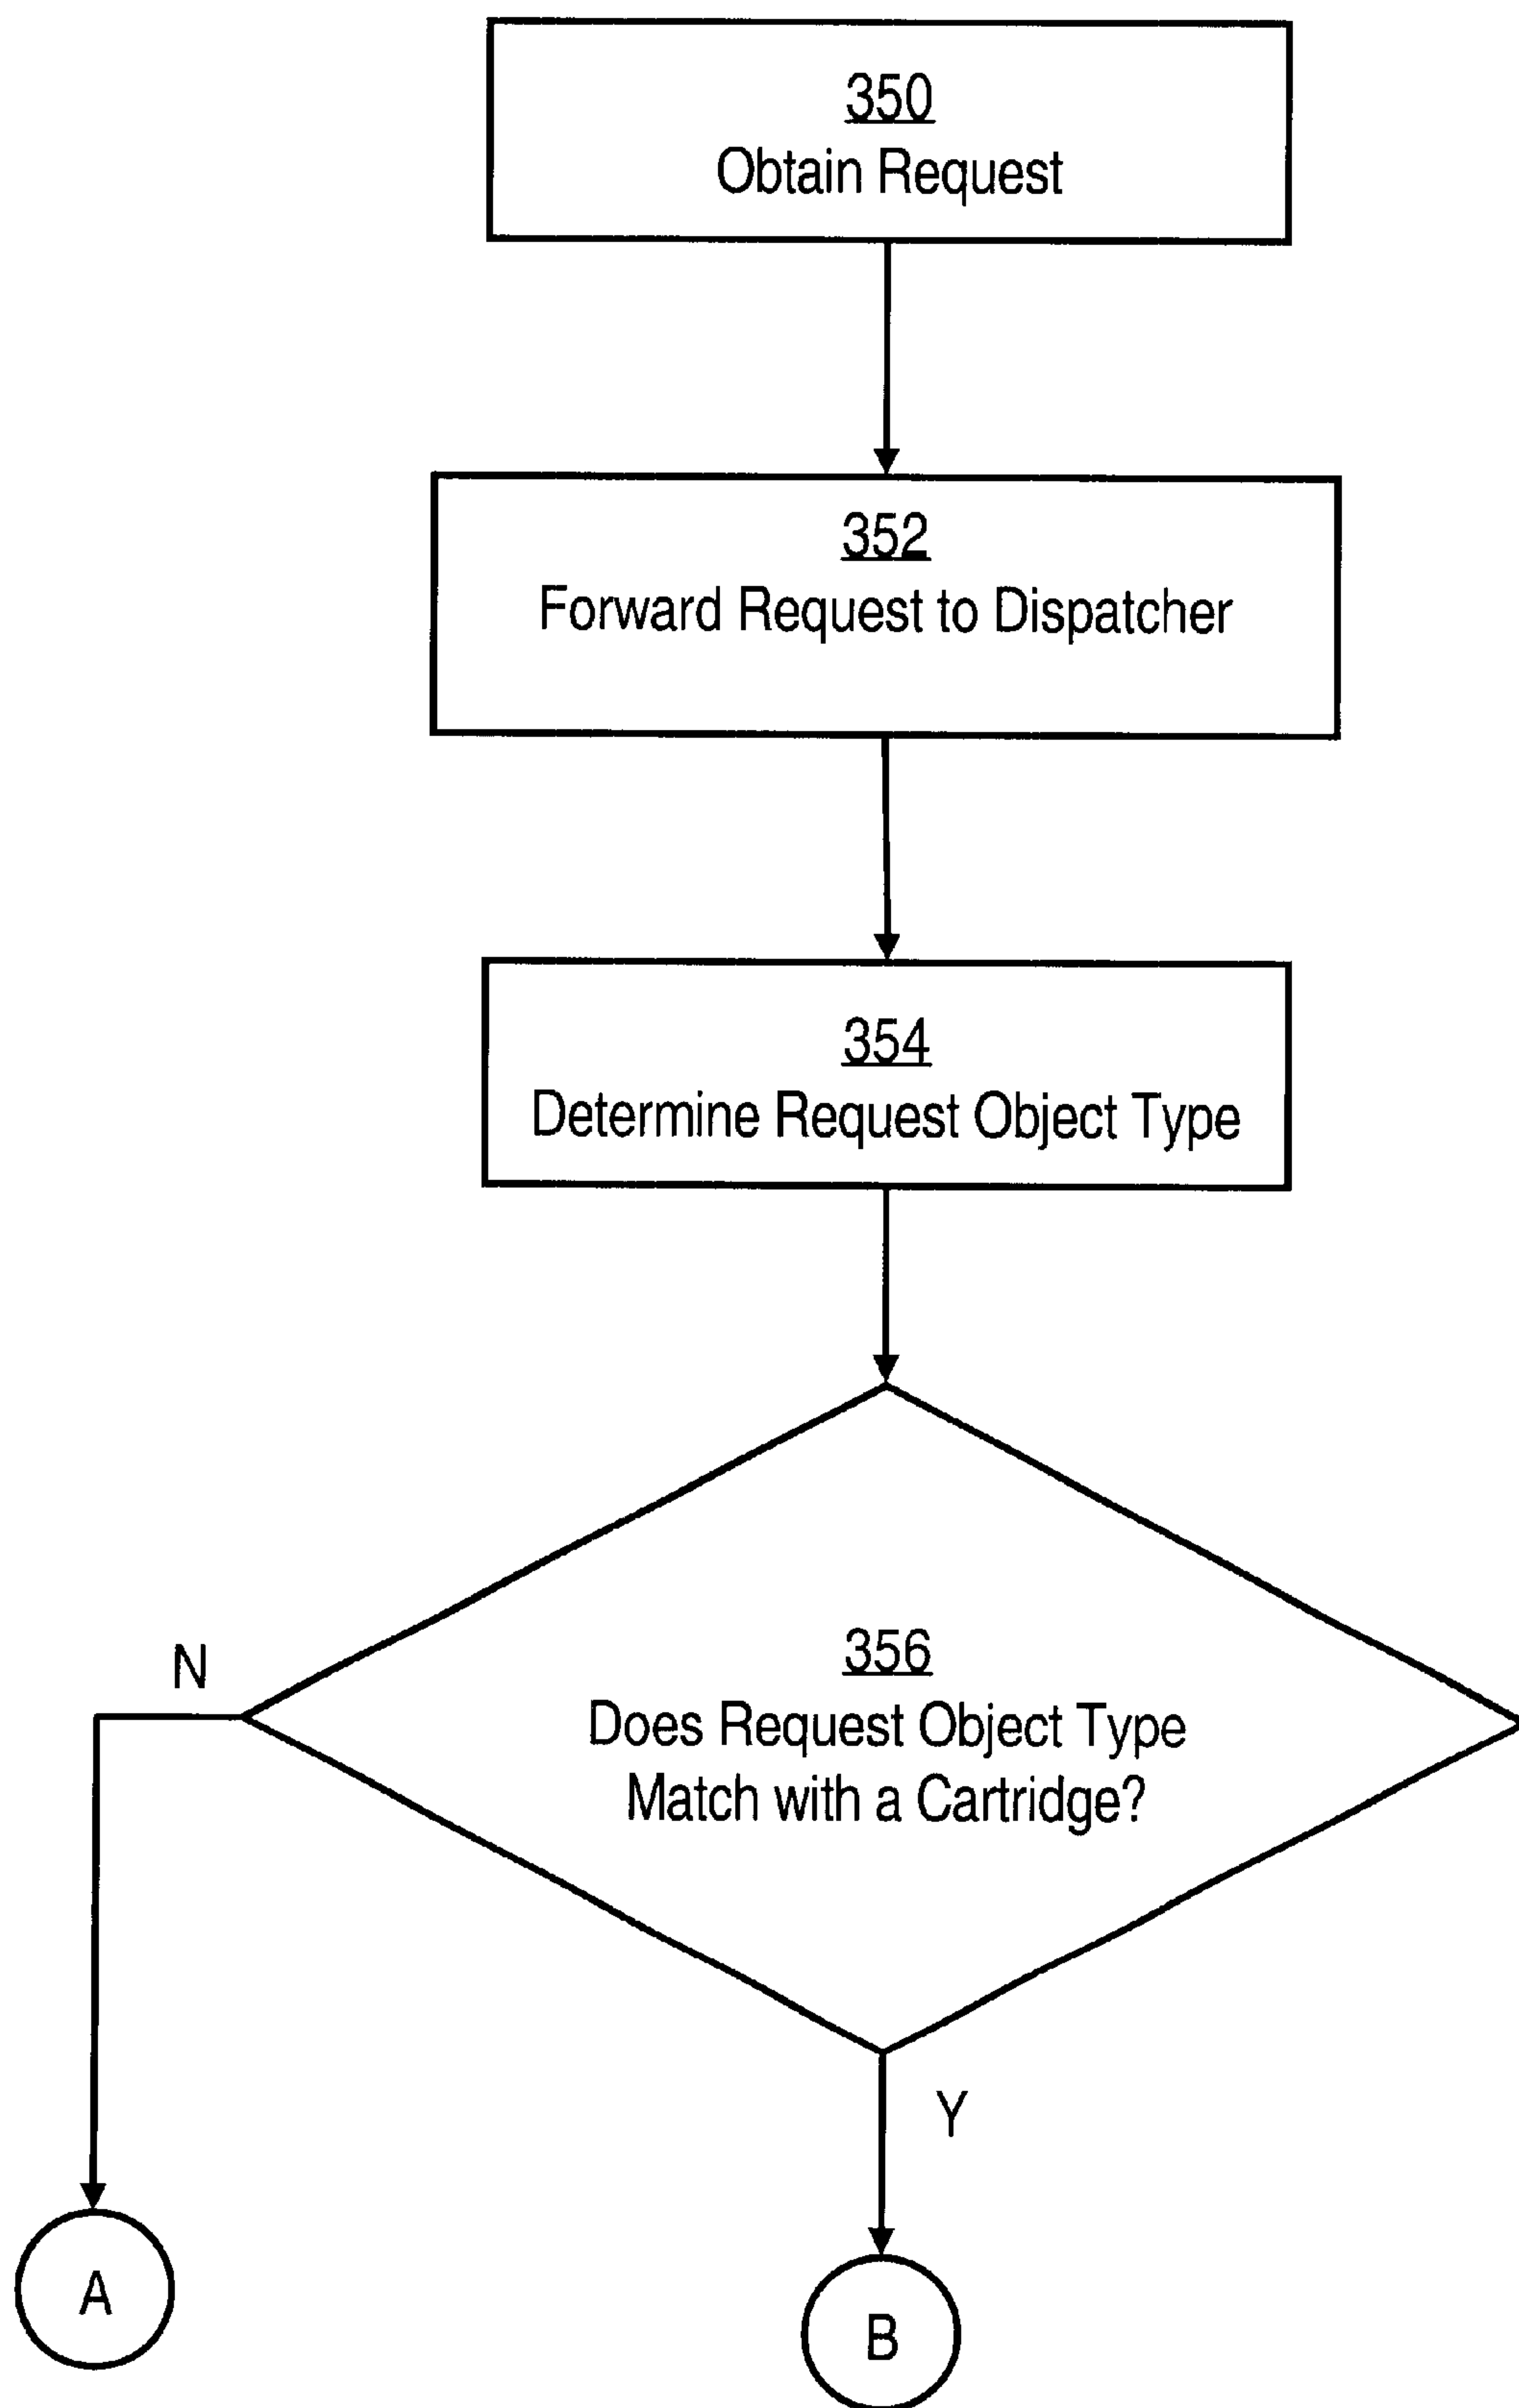 350
Obtain Request
352
Forward Request to Dispatcher
354
Determine Request Object Type
356
Does Request Object Type
Match with a Cartridge?
N
Y
A
B